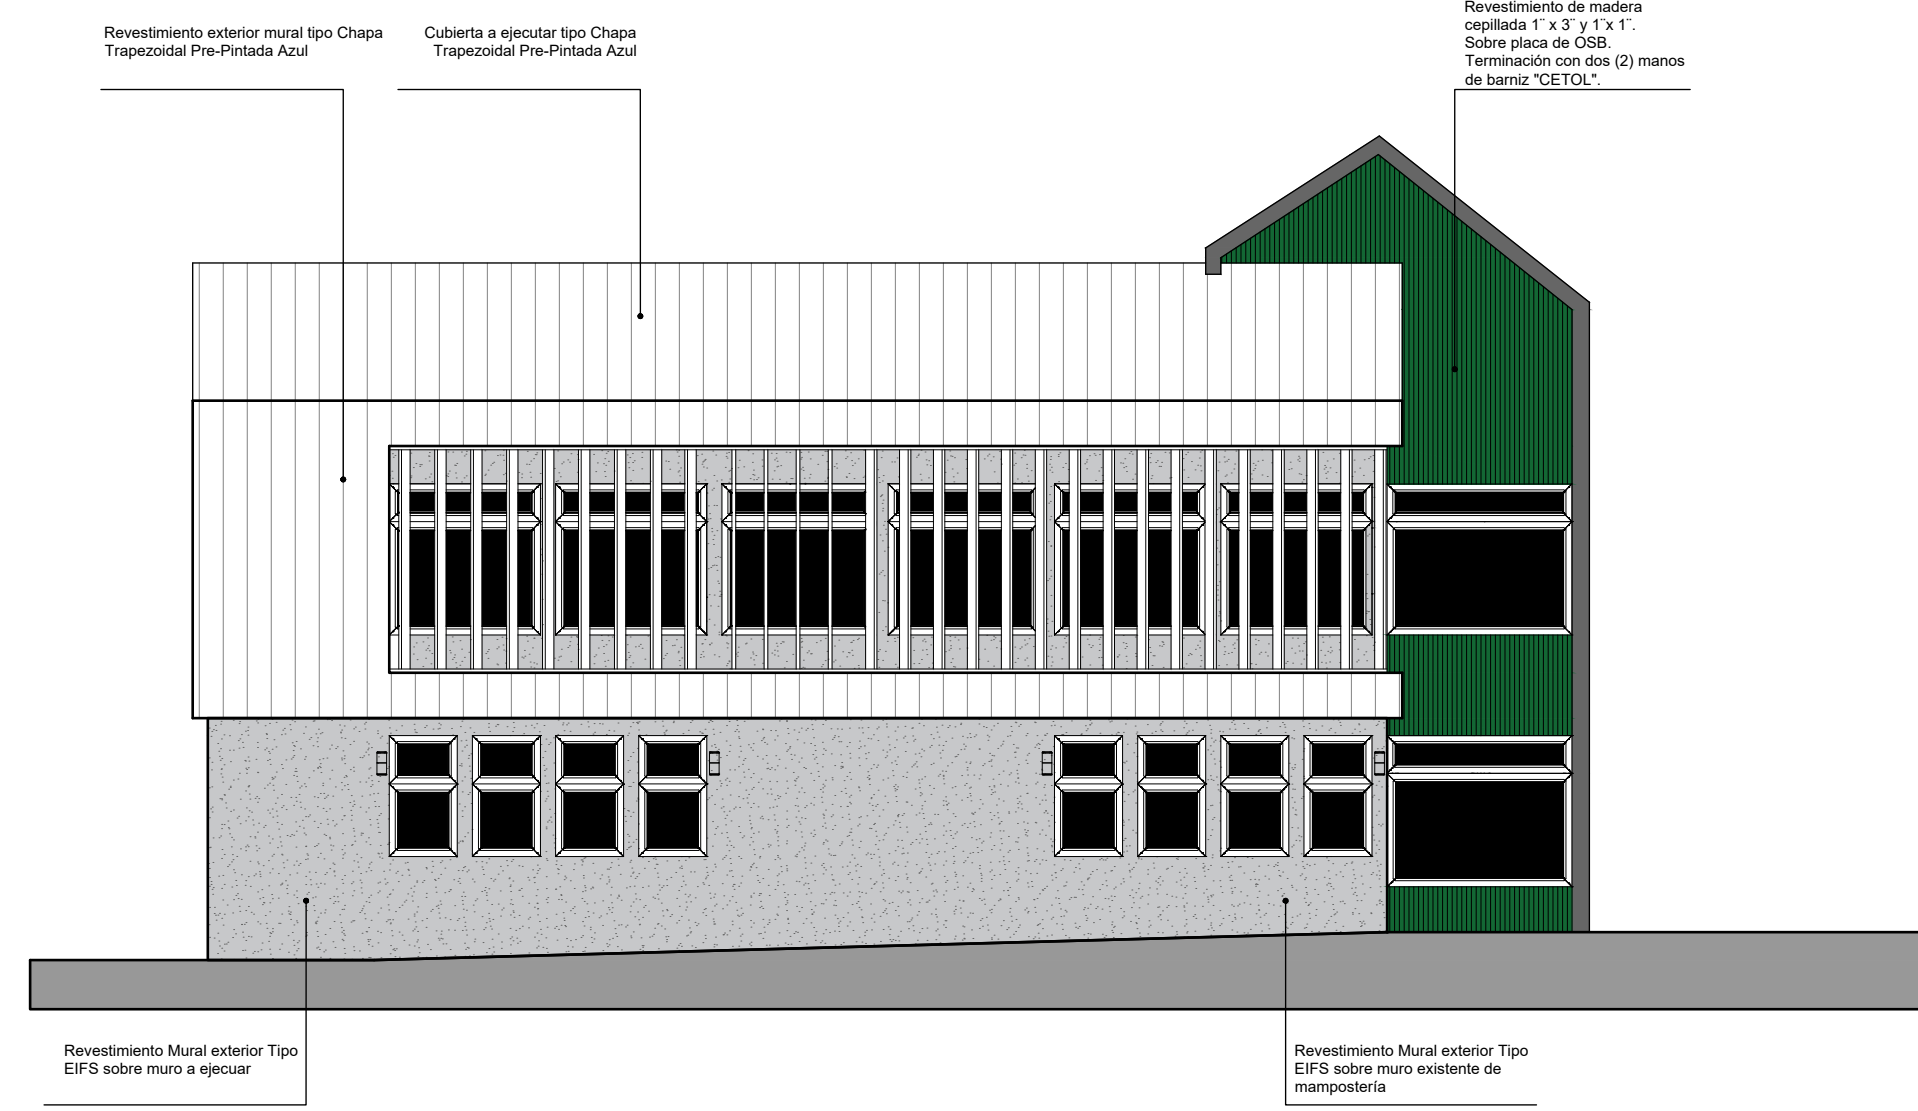 Revestimiento exterior mural tipo Chapa
Trapezoidal Pre-Pintada Azul
Cubierta a ejecutar tipo Chapa
Trapezoidal Pre-Pintada Azul
Revestimiento de madera
cepillada 1¨ x 3¨ y 1¨x 1¨.
Sobre placa de OSB.
Terminación con dos (2) manos
de barniz "CETOL".
Revestimiento Mural exterior Tipo
EIFS sobre muro a ejecuar
Revestimiento Mural exterior Tipo
EIFS sobre muro existente de
mampostería